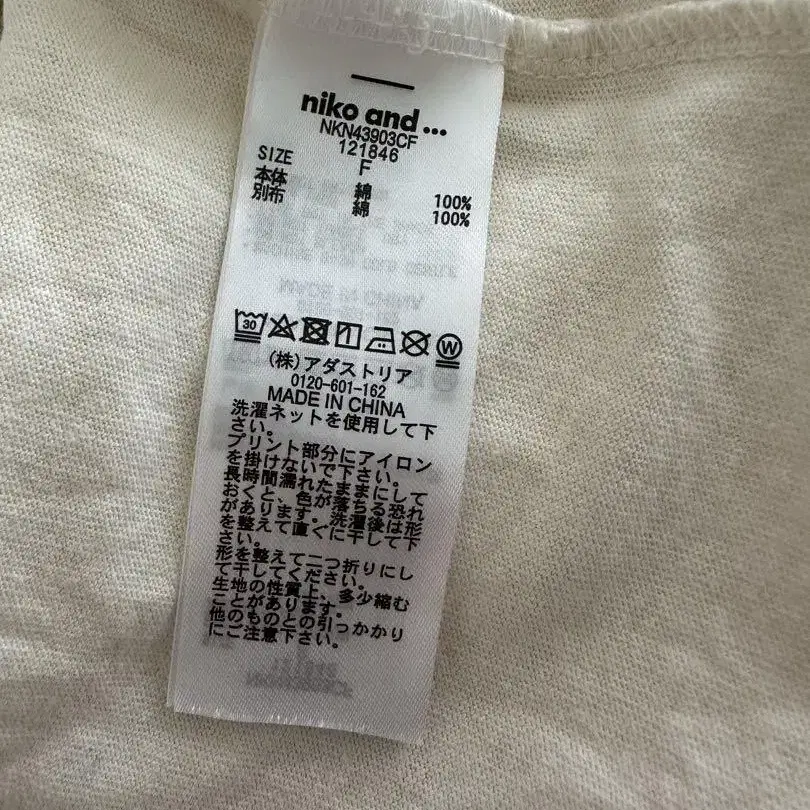 niko and ...
NKN43903CF
121846
SIZE F
本体 綿 100%
別布 綿 100%
30 W
(株)アダストリア
0120-601-162
MADE IN CHINA
洗濯ネットを使用して下
さい。
プリント部分にアイロン
を掛けないで下さい。
長時間濡れたままにして
おくと、色が落ちる恐れ
があります。洗濯後は形
を整えて直ぐに干して下
さい。
形を整えて二つ折りにし
て干してください。
生地の性質上、多少縮む
ことがあります。
他のものとの引っかかり
にご注意下さい。